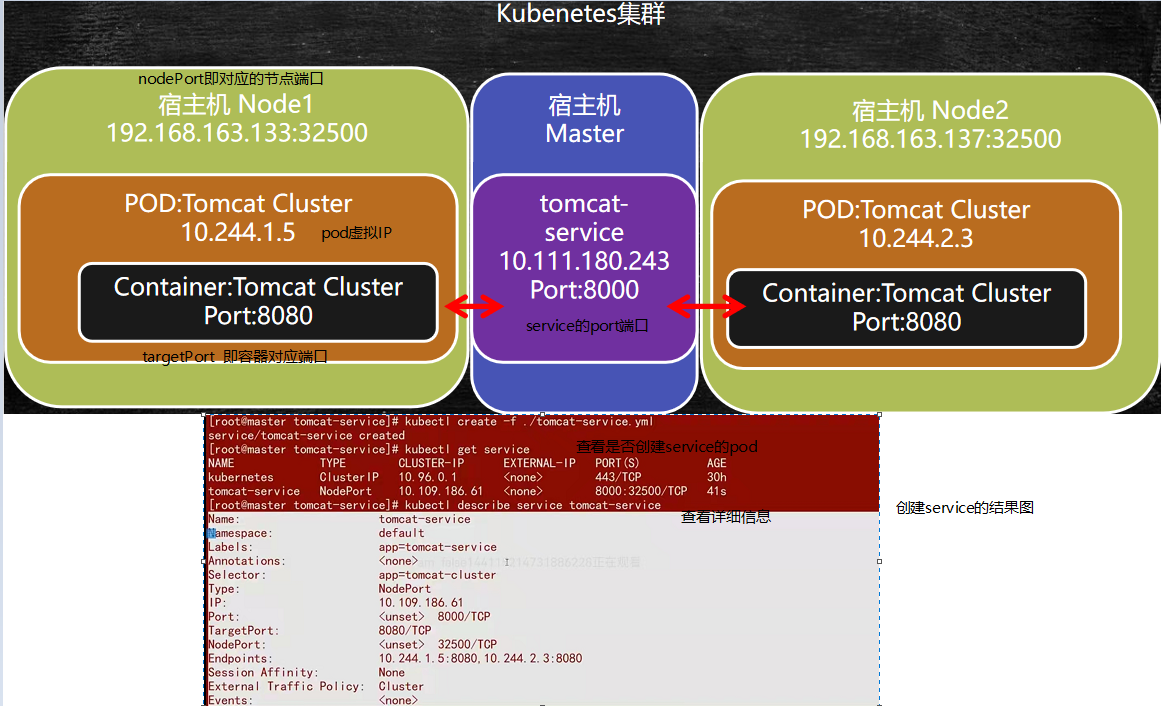 Kubenetes集群
nodePort即对应的节点端口
宿主机 Node1
192.168.163.133:32500
POD:Tomcat Cluster
10.244.1.5
pod虚拟IP
Container:Tomcat Cluster
Port:8080
targetPort 即容器对应端口
宿主机
Master
tomcat-
service
10.111.180.243
Port:8000
service的port端口
宿主机 Node2
192.168.163.137:32500
POD:Tomcat Cluster
10.244.2.3
Container:Tomcat Cluster
Port:8080
[root@master tomcat-service]# kubectl create -f ./tomcat-service.yml
service/tomcat-service created
[root@master tomcat-service]# kubectl get service
查看是否创建service的pod
NAME TYPE CLUSTER-IP EXTERNAL-IP PORT(S) AGE
kubernetes ClusterIP 10.96.0.1 <none> 443/TCP 30h
tomcat-service NodePort 10.109.186.61 <none> 8000:32500/TCP 41s
[root@master tomcat-service]# kubectl describe service tomcat-service
查看详细信息
创建service的结果图
Name: tomcat-service
Namespace: default
Labels: app=tomcat-service
Annotations: <none>
正在观看
Selector: app=tomcat-cluster
Type: NodePort
IP: 10.109.186.61
Port: <unset> 8000/TCP
TargetPort: 8080/TCP
NodePort: <unset> 32500/TCP
Endpoints: 10.244.1.5:8080,10.244.2.3:8080
Session Affinity: None
External Traffic Policy: Cluster
Events: <none>